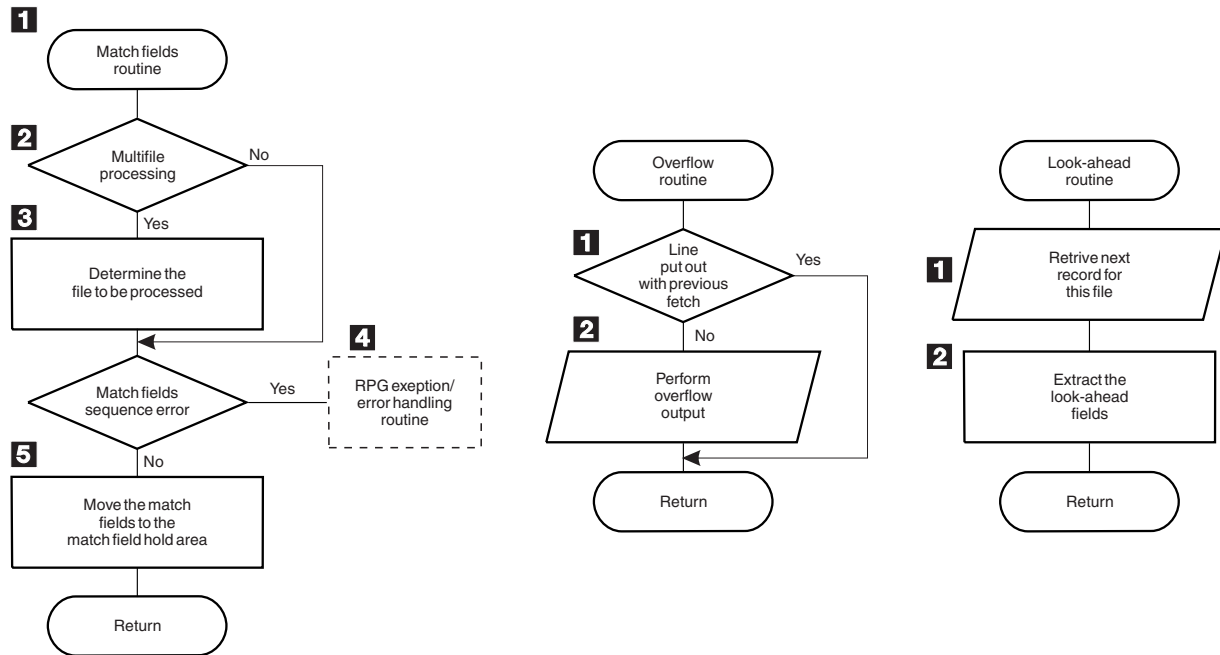 1
Match fields
routine
2
Multifile
processing
No
Yes
3
Determine the
file to be processed
4
Match fields
sequence error
Yes
RPG exeption/
error handling
routine
No
5
Move the match
fields to the
match field hold area
Return
Overflow
routine
1
Line
put out
with previous
fetch
Yes
No
2
Perform
overflow
output
Return
Look-ahead
routine
1
Retrive next
record for
this file
2
Extract the
look-ahead
fields
Return